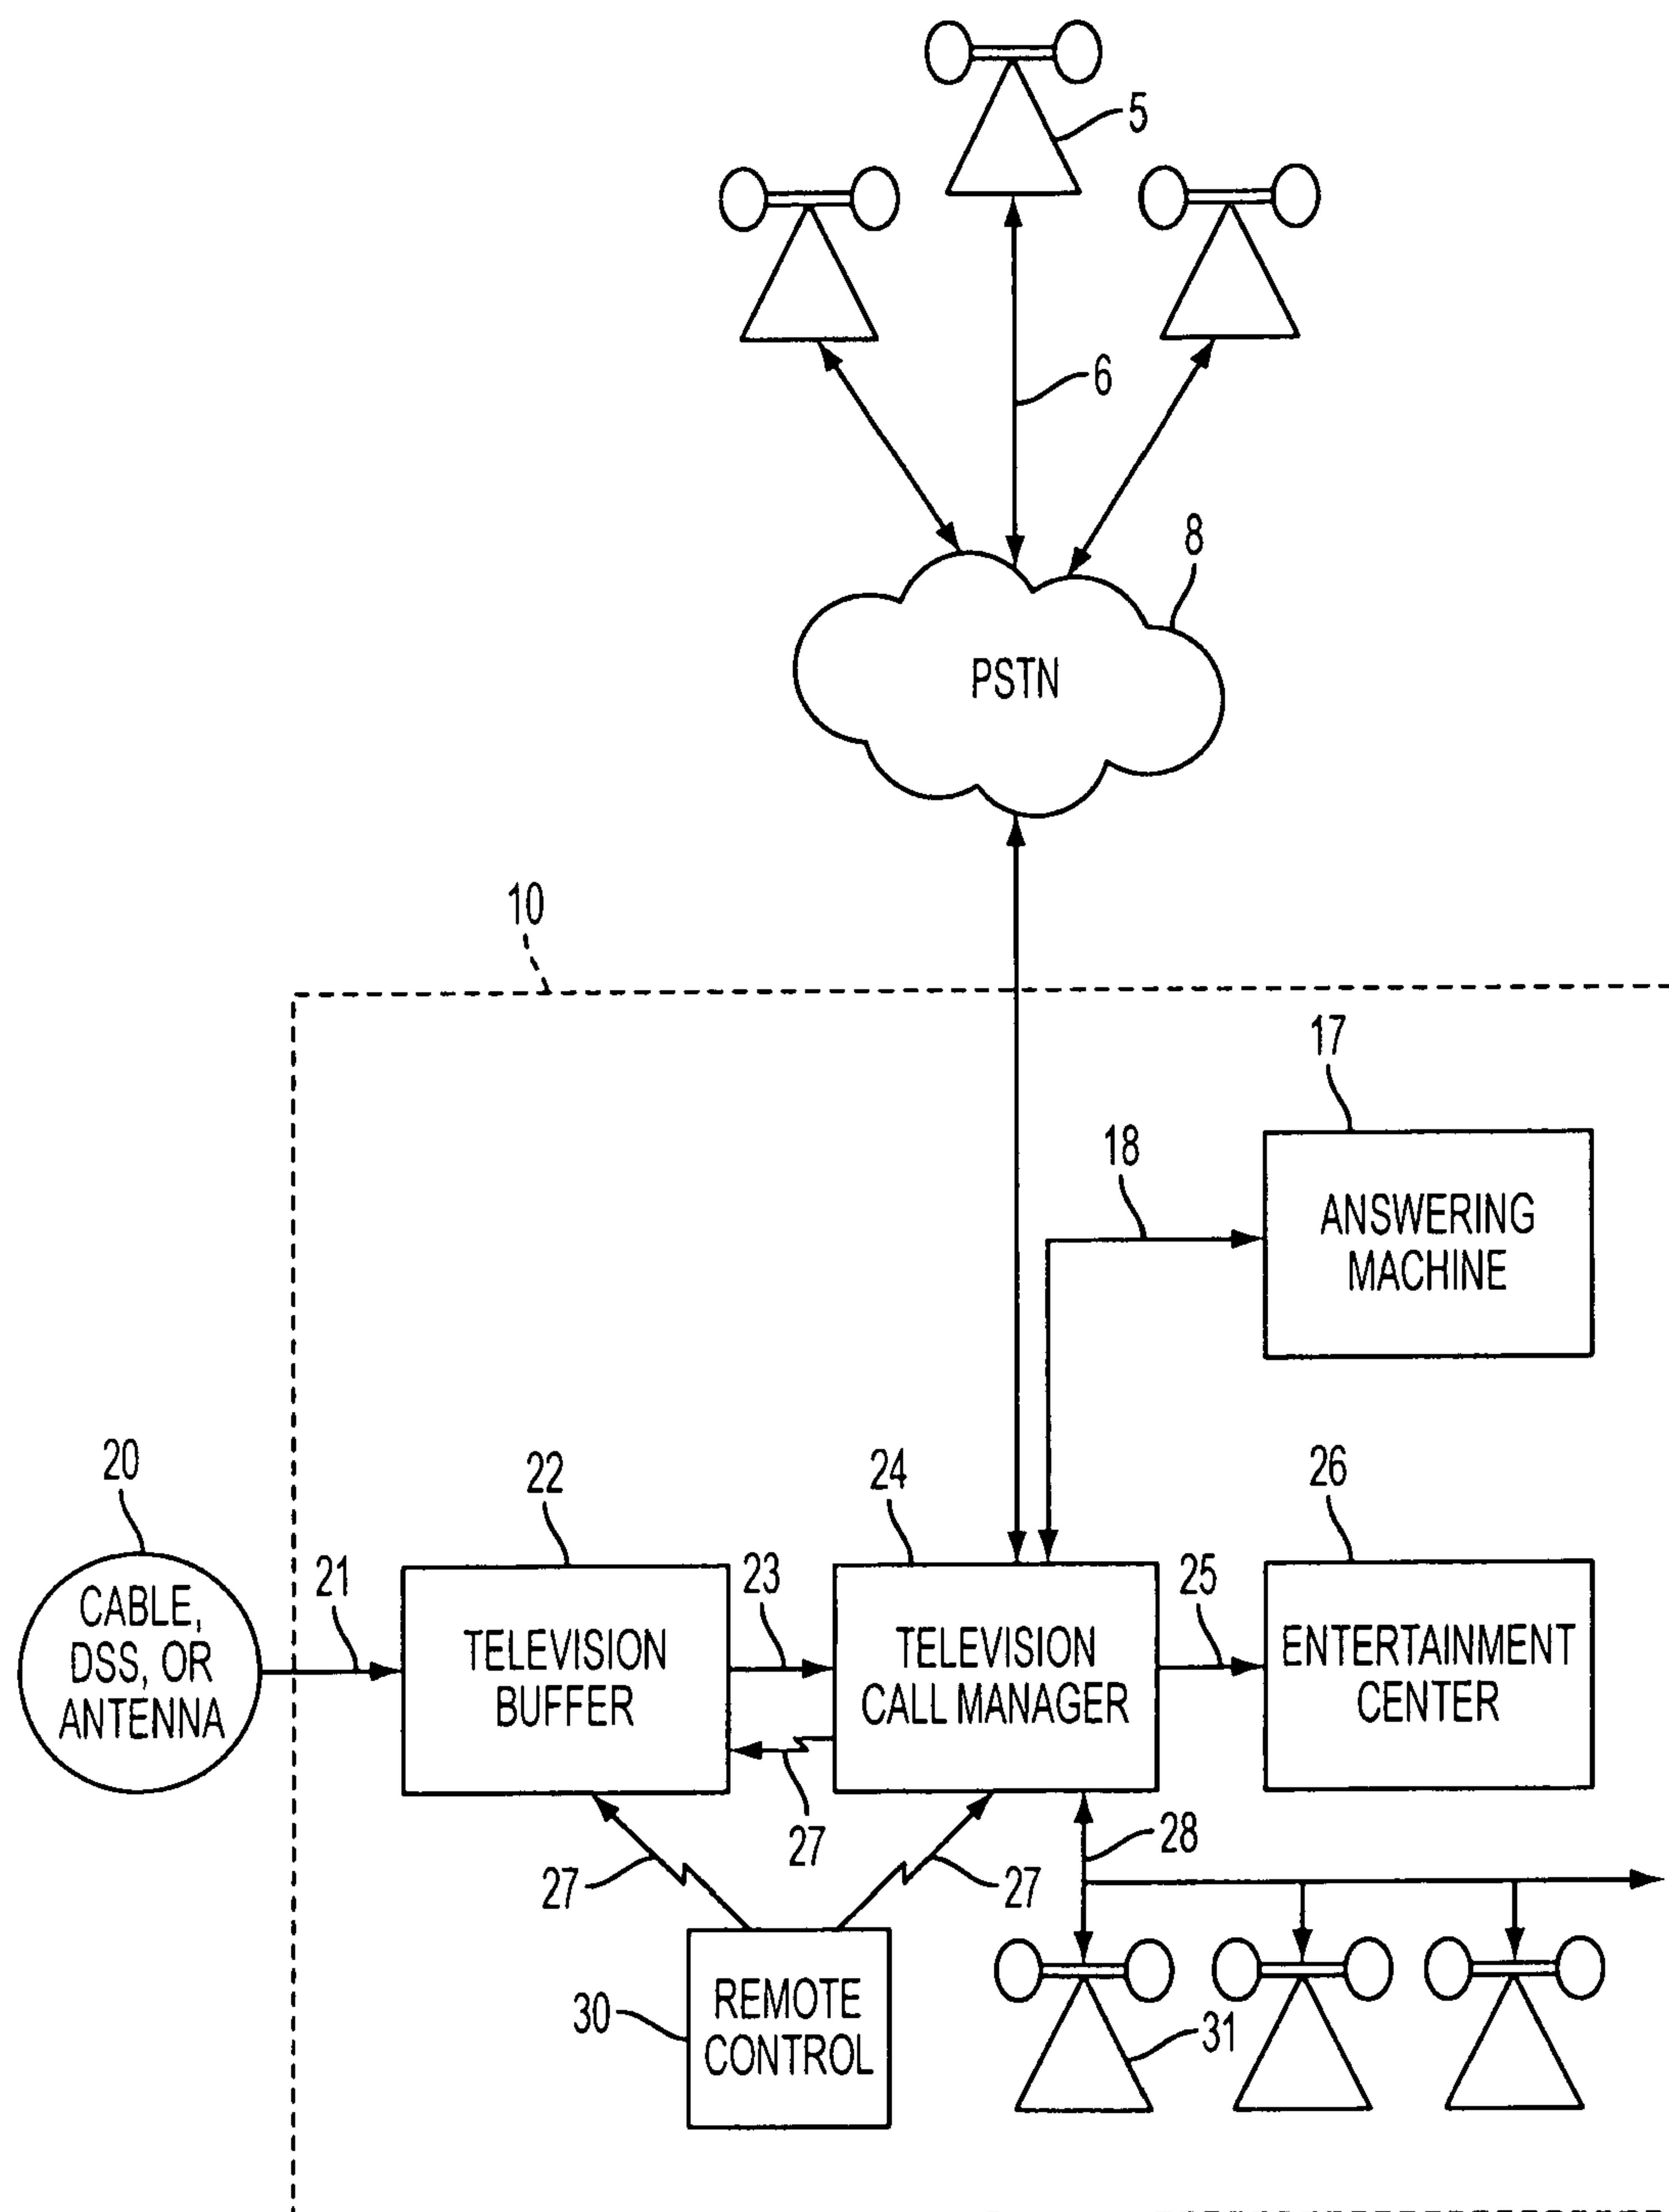 5
6
8
PSTN
10
17
18
ANSWERING
MACHINE
20
22
24
26
CABLE,
DSS, OR
ANTENNA
21
TELEVISION
BUFFER
23
TELEVISION
CALL MANAGER
25
ENTERTAINMENT
CENTER
27
27
27
28
30
REMOTE
CONTROL
31